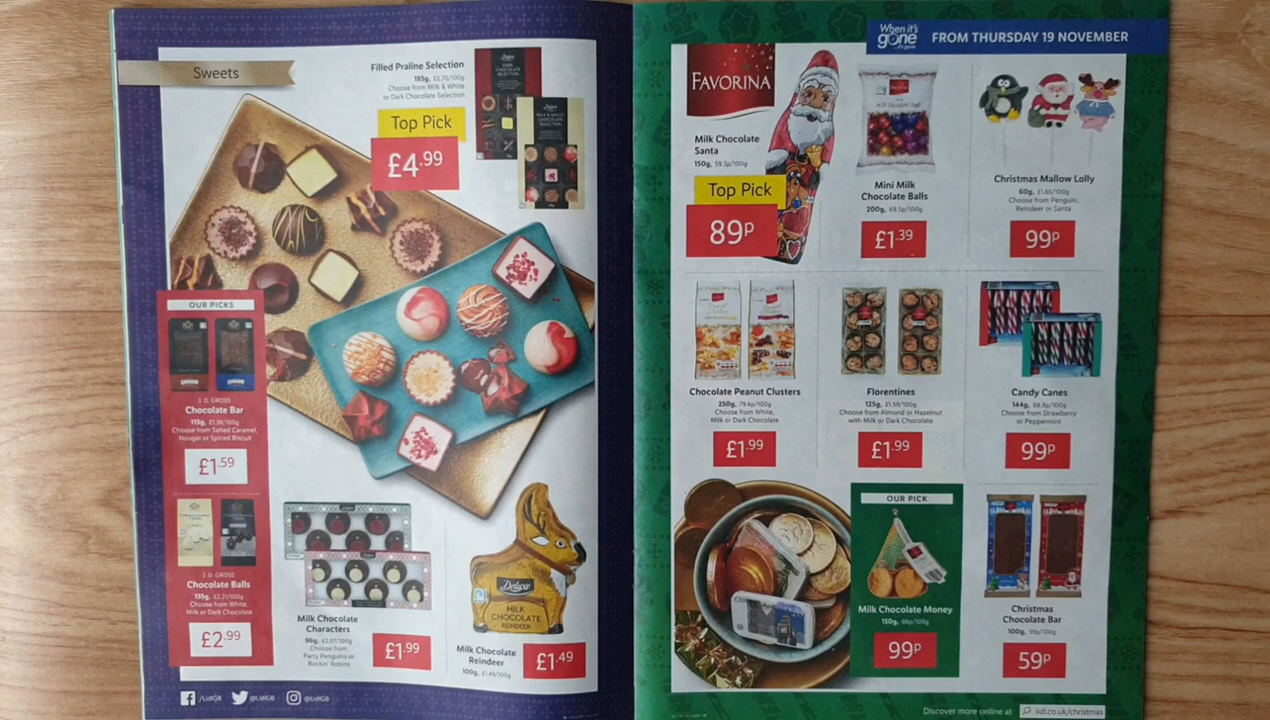 Sweets
Filled Praline Selection
185g, £2.70/100g
Choose from Milk & White
or Dark Chocolate Selection
Top Pick
£4.99
OUR PICKS
J. D. GROSS
Chocolate Bar
115g, £1.38/100g
Choose from Salted Caramel,
Nougat or Spiced Biscuit
£1.59
J. D. GROSS
Chocolate Balls
135g, £2.21/100g
Choose from White,
Milk or Dark Chocolate
£2.99
Milk Chocolate
Characters
96g, £2.07/100g
Choose from
Party Penguins or
Rockin' Robins
£1.99
Deluxe
MILK
CHOCOLATE
REINDEER
Milk Chocolate
Reindeer
100g, £1.49/100g
£1.49
/LidlGB
@LidlGB
@LidlGB
When it's
gone
...it's gone
FROM THURSDAY 19 NOVEMBER
FAVORINA
Milk Chocolate
Santa
150g, 59.3p/100g
Top Pick
89p
Mini Milk
Chocolate Balls
200g, 69.5p/100g
£1.39
Christmas Mallow Lolly
60g, £1.65/100g
Choose from Penguin,
Reindeer or Santa
99p
Chocolate Peanut Clusters
250g, 79.6p/100g
Choose from White,
Milk or Dark Chocolate
£1.99
Florentines
125g, £1.59/100g
Choose from Almond or Hazelnut
with Milk or Dark Chocolate
£1.99
Candy Canes
144g, 68.8p/100g
Choose from Strawberry
or Peppermint
99p
OUR PICK
Milk Chocolate Money
150g, 66p/100g
99p
Christmas
Chocolate Bar
100g, 59p/100g
59p
Discover more online at lidl.co.uk/christmas